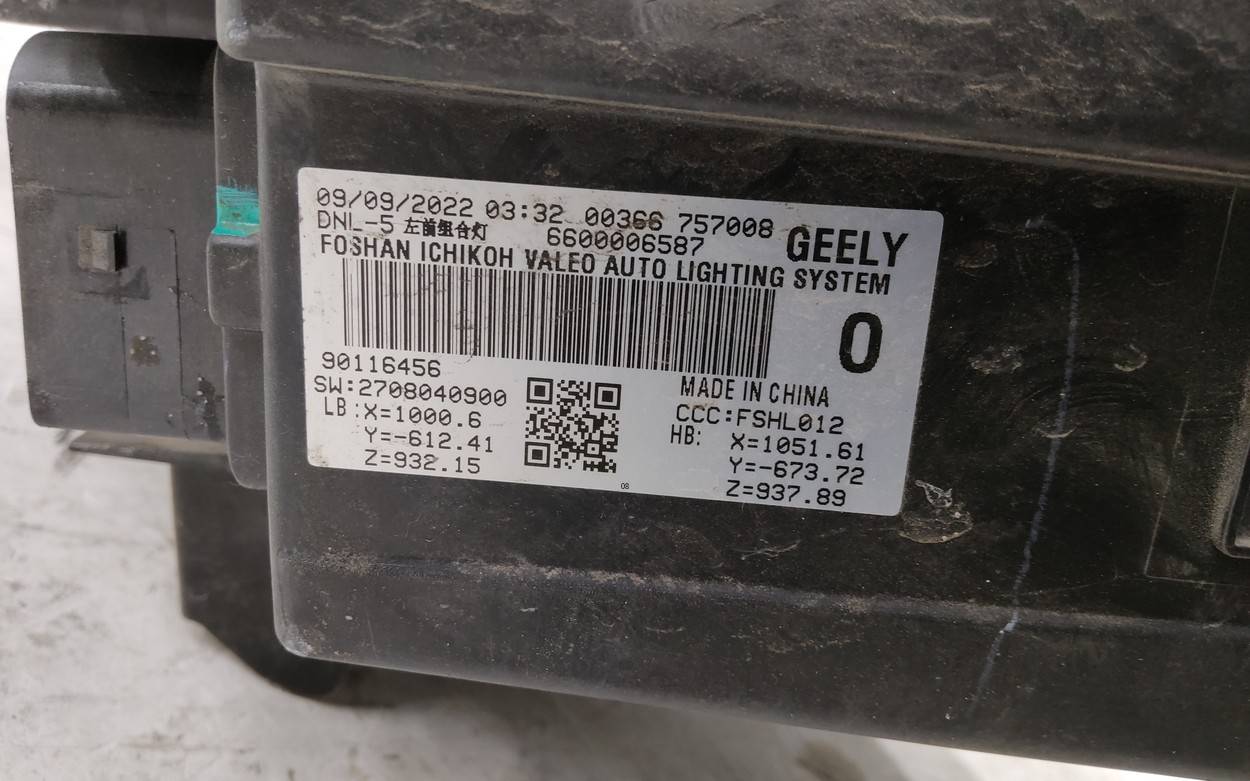 09/09/2022 03:32 00366 757008
DNL-5 左前组合灯 6600006587
GEELY
FOSHAN ICHIKOH VALEO AUTO LIGHTING SYSTEM
0
90116456
SW:2708040900
LB:X=1000.6
Y=-612.41
Z=932.15
08
MADE IN CHINA
CCC:FSHL012
HB: X=1051.61
Y=-673.72
Z=937.89